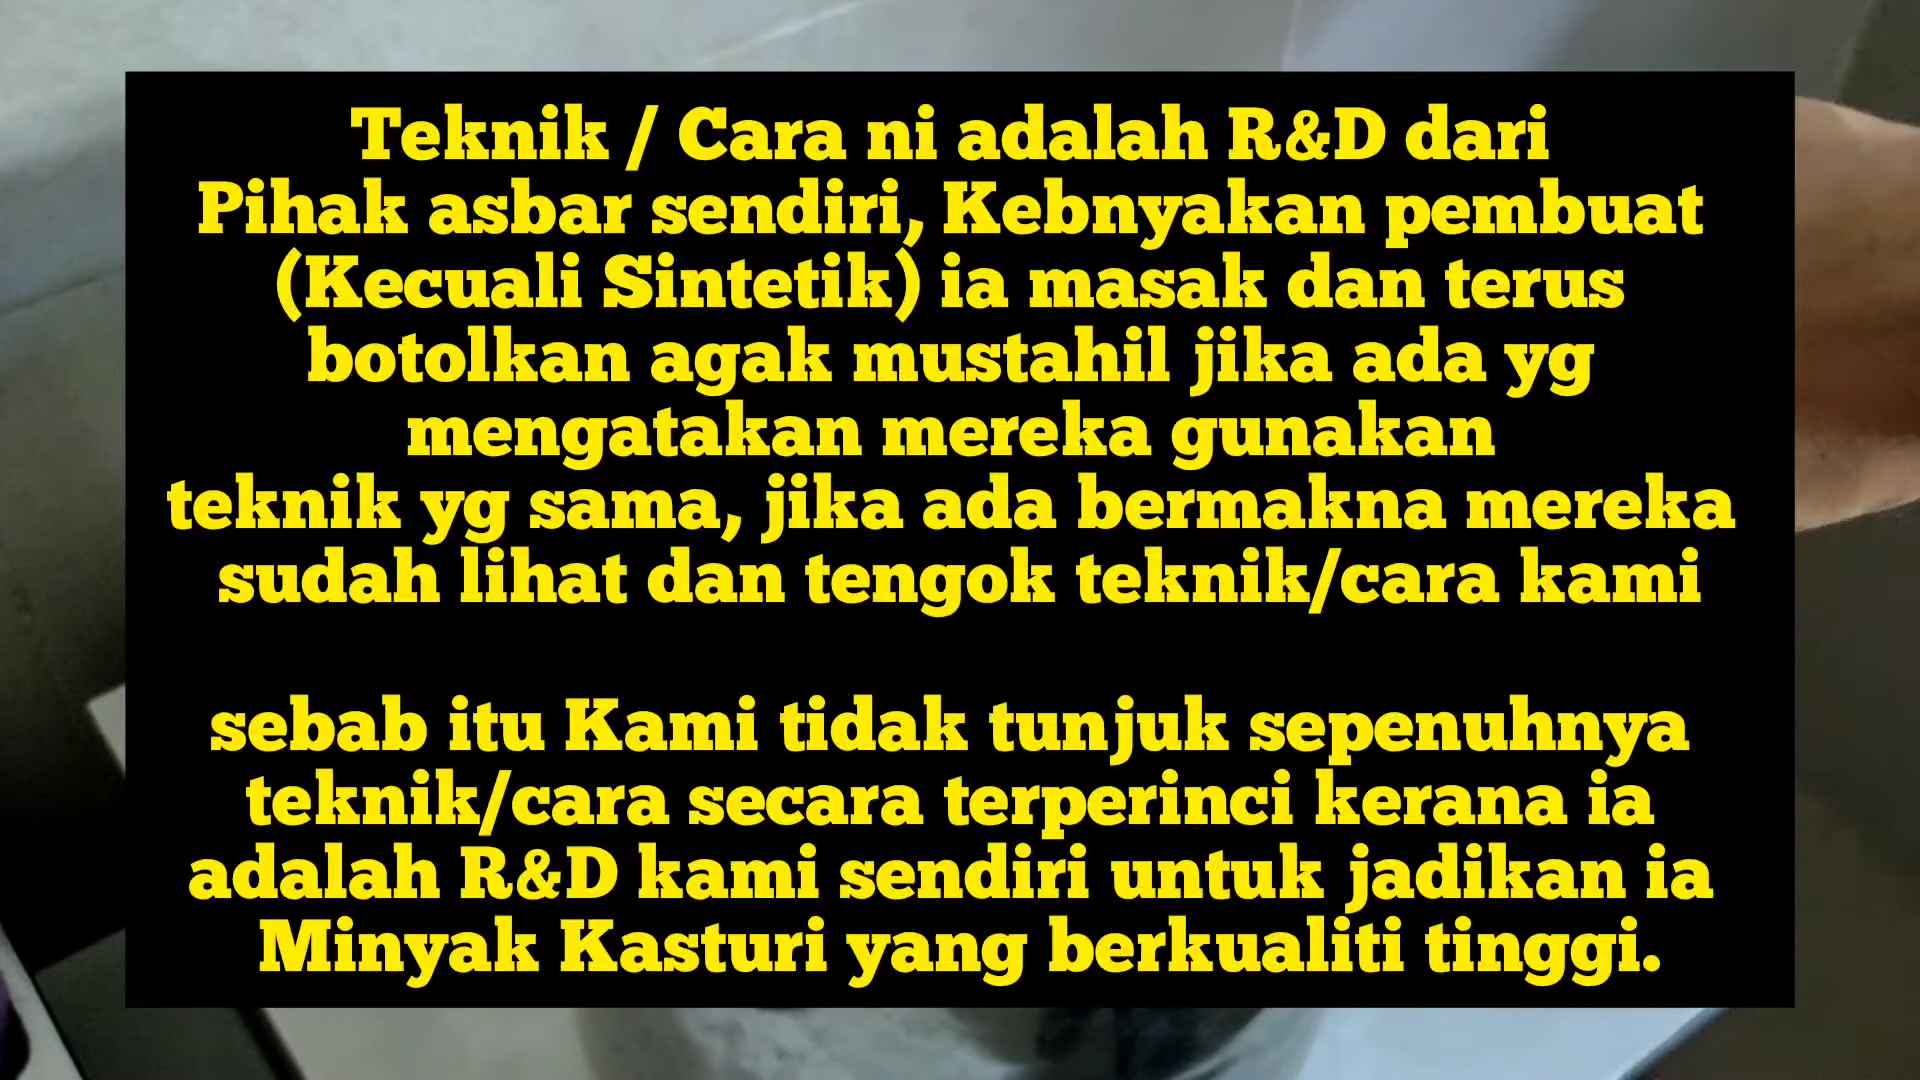 Teknik / Cara ni adalah R&D dari
Pihak asbar sendiri, Kebnyakan pembuat
(Kecuali Sintetik) ia masak dan terus
botolkan agak mustahil jika ada yg
mengatakan mereka gunakan
teknik yg sama, jika ada bermakna mereka
sudah lihat dan tengok teknik/cara kami
sebab itu Kami tidak tunjuk sepenuhnya
teknik/cara secara terperinci kerana ia
adalah R&D kami sendiri untuk jadikan ia
Minyak Kasturi yang berkualiti tinggi.